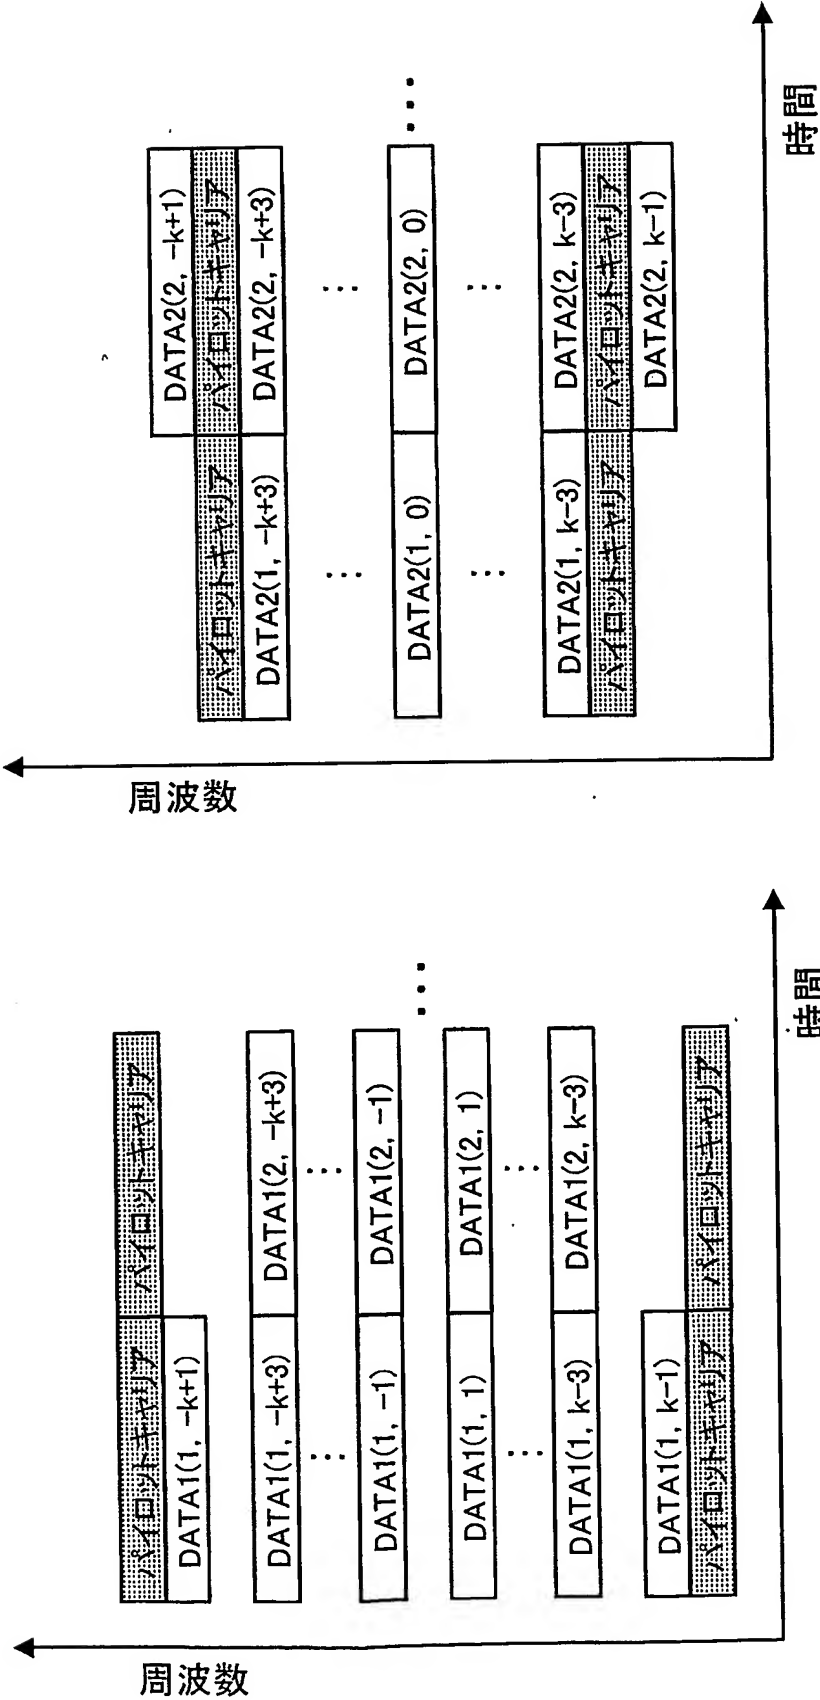 周波数
パイロットキャリア パイロットキャリア
DATA1(1, −k+1)
DATA1(1, −k+3) DATA1(2, −k+3)
… …
DATA1(1, −1) DATA1(2, −1)
…
DATA1(1, 1) DATA1(2, 1)
… …
DATA1(1, k−3) DATA1(2, k−3)
DATA1(1, k−1)
パイロットキャリア パイロットキャリア
時間
周波数
DATA2(2, −k+1)
パイロットキャリア パイロットキャリア
DATA2(1, −k+3) DATA2(2, −k+3)
… …
DATA2(1, 0) DATA2(2, 0)
…
… …
DATA2(1, k−3) DATA2(2, k−3)
パイロットキャリア パイロットキャリア
DATA2(2, k−1)
時間